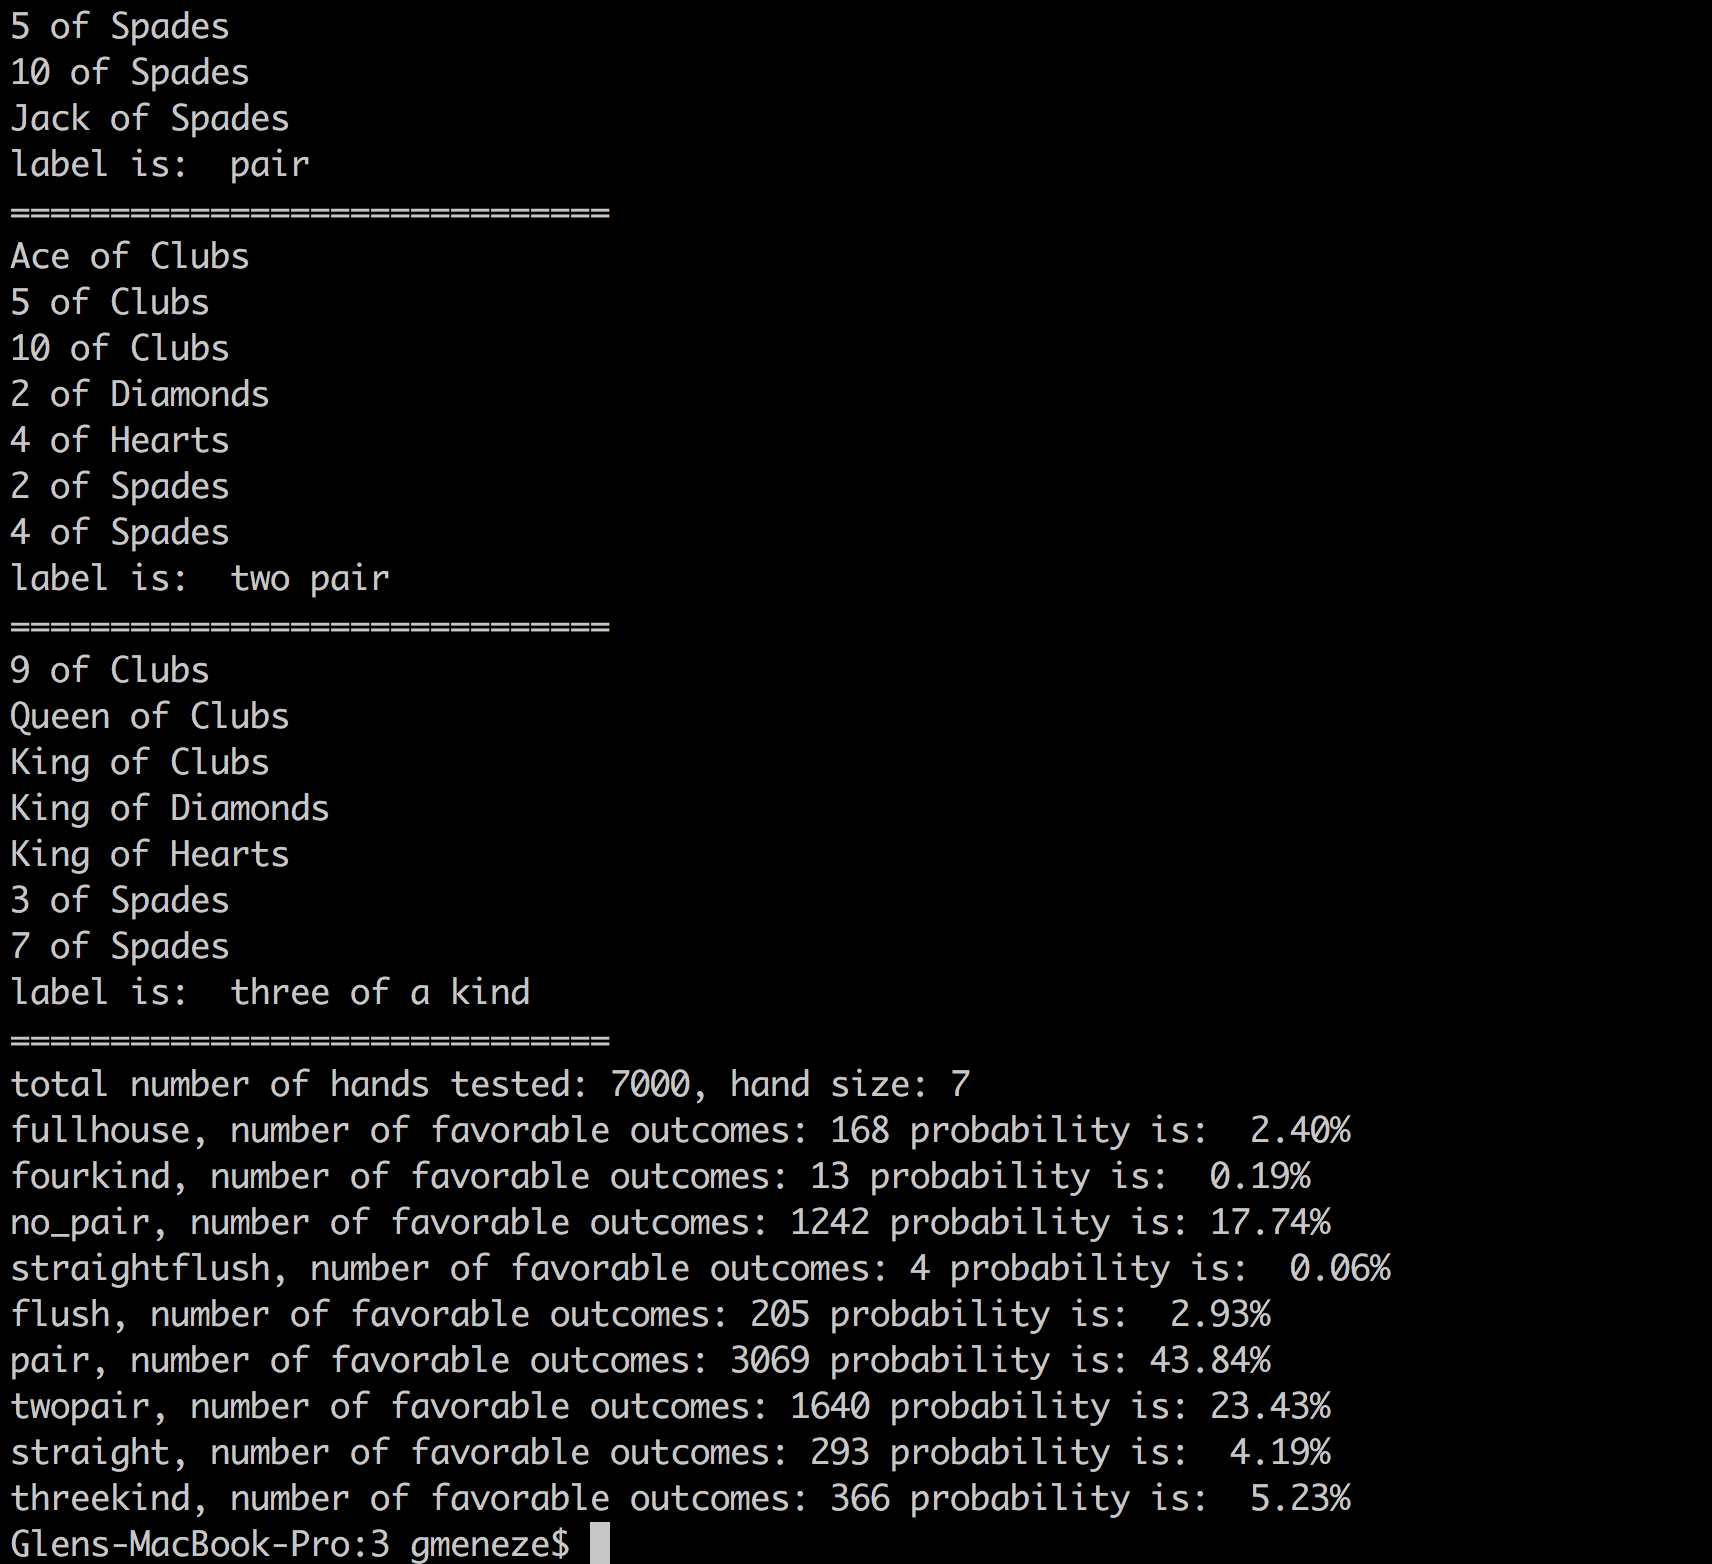 5 of Spades
10 of Spades
Jack of Spades
label is:  pair
==============================
Ace of Clubs
5 of Clubs
10 of Clubs
2 of Diamonds
4 of Hearts
2 of Spades
4 of Spades
label is:  two pair
==============================
9 of Clubs
Queen of Clubs
King of Clubs
King of Diamonds
King of Hearts
3 of Spades
7 of Spades
label is:  three of a kind
==============================
total number of hands tested: 7000, hand size: 7
fullhouse, number of favorable outcomes: 168 probability is:  2.40%
fourkind, number of favorable outcomes: 13 probability is:  0.19%
no_pair, number of favorable outcomes: 1242 probability is: 17.74%
straightflush, number of favorable outcomes: 4 probability is:  0.06%
flush, number of favorable outcomes: 205 probability is:  2.93%
pair, number of favorable outcomes: 3069 probability is: 43.84%
twopair, number of favorable outcomes: 1640 probability is: 23.43%
straight, number of favorable outcomes: 293 probability is:  4.19%
threekind, number of favorable outcomes: 366 probability is:  5.23%
Glens-MacBook-Pro:3 gmeneze$